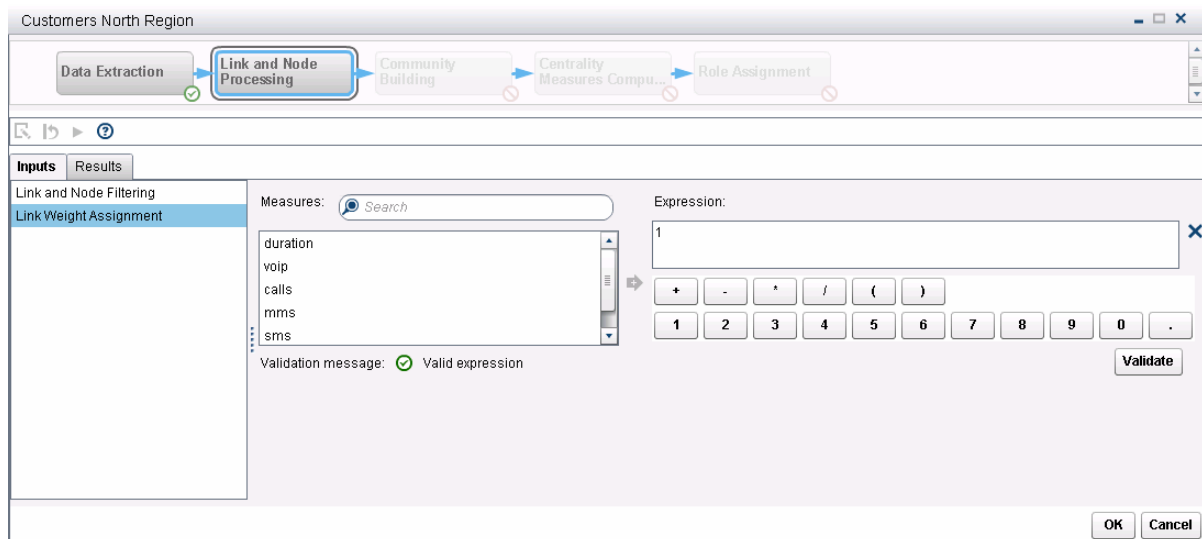 Customers North Region
Data Extraction
Link and Node
Processing
Community
Building
Centrality
Measures Compu...
Role Assignment
Inputs
Results
Link and Node Filtering
Link Weight Assignment
Measures:
Search
duration
voip
calls
mms
sms
Validation message: Valid expression
Expression:
1
+ - * / ( )
1 2 3 4 5 6 7 8 9 0 .
Validate
OK Cancel